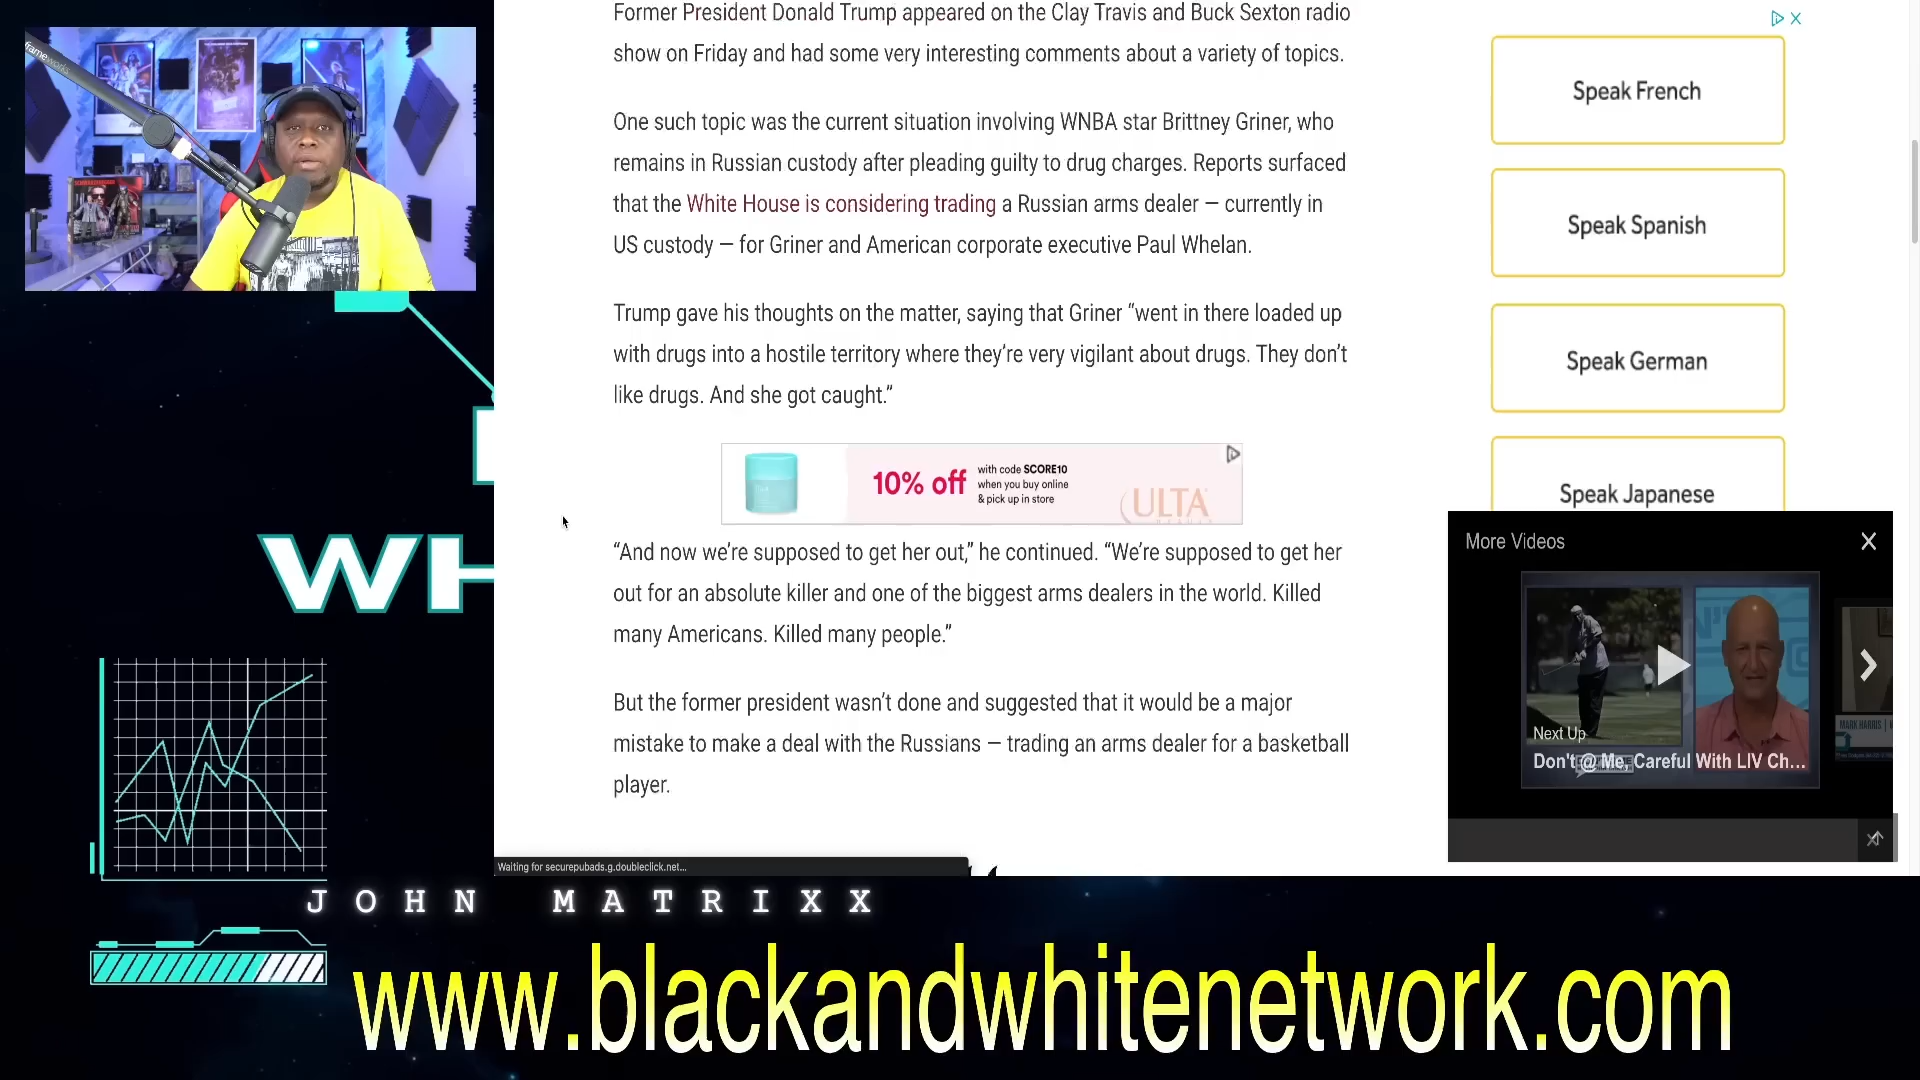 frameworks
Former President Donald Trump appeared on the Clay Travis and Buck Sexton radio
show on Friday and had some very interesting comments about a variety of topics.
One such topic was the current situation involving WNBA star Brittney Griner, who
remains in Russian custody after pleading guilty to drug charges. Reports surfaced
that the White House is considering trading a Russian arms dealer — currently in
US custody — for Griner and American corporate executive Paul Whelan.
Trump gave his thoughts on the matter, saying that Griner “went in there loaded up
with drugs into a hostile territory where they’re very vigilant about drugs. They don’t
like drugs. And she got caught.”
10% off
with code SCORE10
when you buy online
& pick up in store
ULTA
BEAUTY
“And now we’re supposed to get her out,” he continued. “We’re supposed to get her
out for an absolute killer and one of the biggest arms dealers in the world. Killed
many Americans. Killed many people.”
But the former president wasn’t done and suggested that it would be a major
mistake to make a deal with the Russians — trading an arms dealer for a basketball
player.
Waiting for securepubads.g.doubleclick.net...
Speak French
Speak Spanish
Speak German
Speak Japanese
More Videos
Next Up
Don't @ Me, Careful With LIV Ch...
MARK HARRIS
WH
JOHN MATRIXX
www.blackandwhitenetwork.com